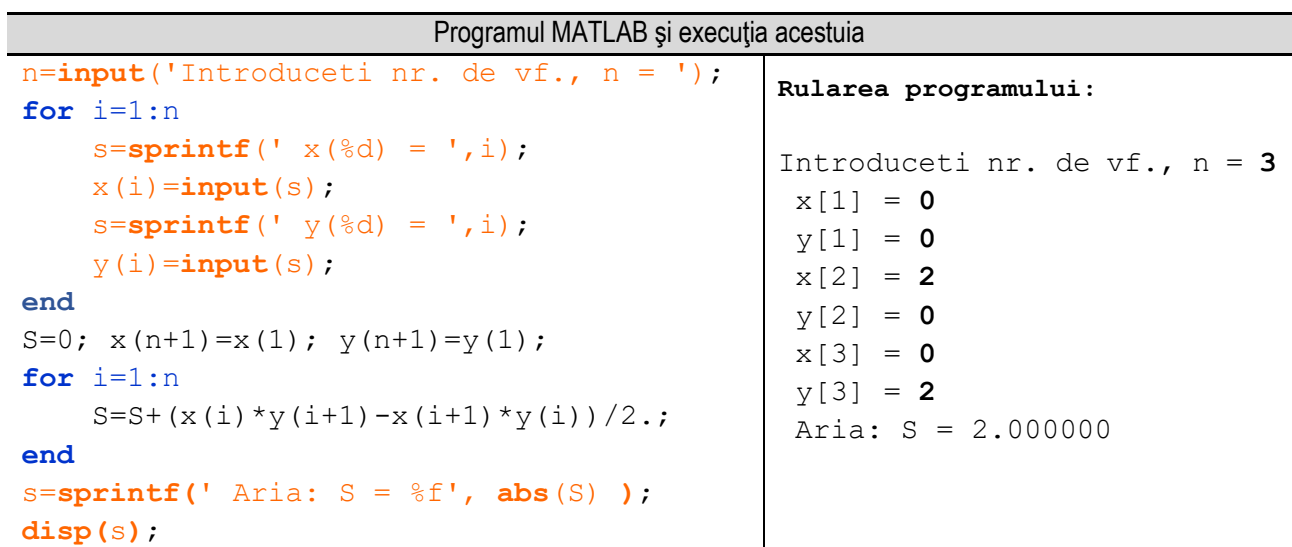 Programul MATLAB şi execuţia acestuia
n=input('Introduceti nr. de vf., n = ');
for i=1:n
    s=sprintf(' x(%d) = ',i);
    x(i)=input(s);
    s=sprintf(' y(%d) = ',i);
    y(i)=input(s);
end
S=0; x(n+1)=x(1); y(n+1)=y(1);
for i=1:n
    S=S+(x(i)*y(i+1)-x(i+1)*y(i))/2.;
end
s=sprintf(' Aria: S = %f', abs(S) );
disp(s);
Rularea programului:
Introduceti nr. de vf., n = 3
 x[1] = 0
 y[1] = 0
 x[2] = 2
 y[2] = 0
 x[3] = 0
 y[3] = 2
 Aria: S = 2.000000